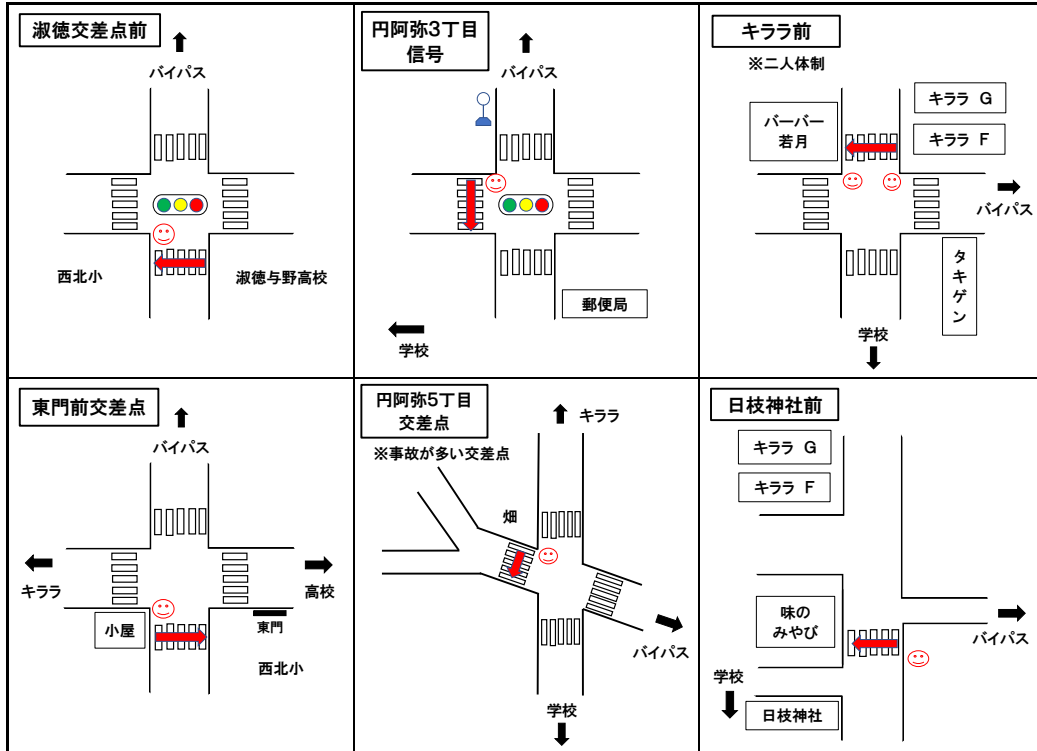 淑徳交差点前
バイパス
西北小
淑徳与野高校
円阿弥3丁目
信号
バイパス
郵便局
学校
キララ前
※二人体制
バーバー
若月
キララ G
キララ F
バイパス
タキゲン
学校
東門前交差点
バイパス
キララ
高校
小屋
東門
西北小
円阿弥5丁目
交差点
※事故が多い交差点
キララ
畑
バイパス
学校
日枝神社前
キララ G
キララ F
味の
みやび
バイパス
学校
日枝神社